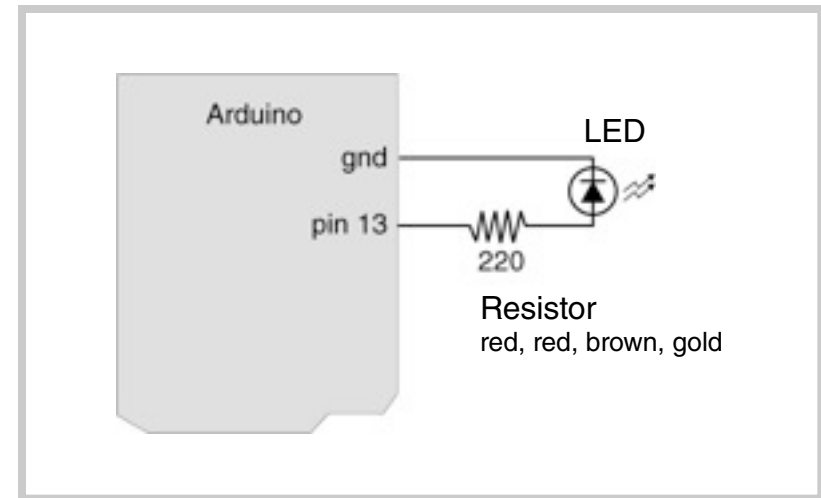 Arduino
LED
gnd
pin 13
220
Resistor
red, red, brown, gold